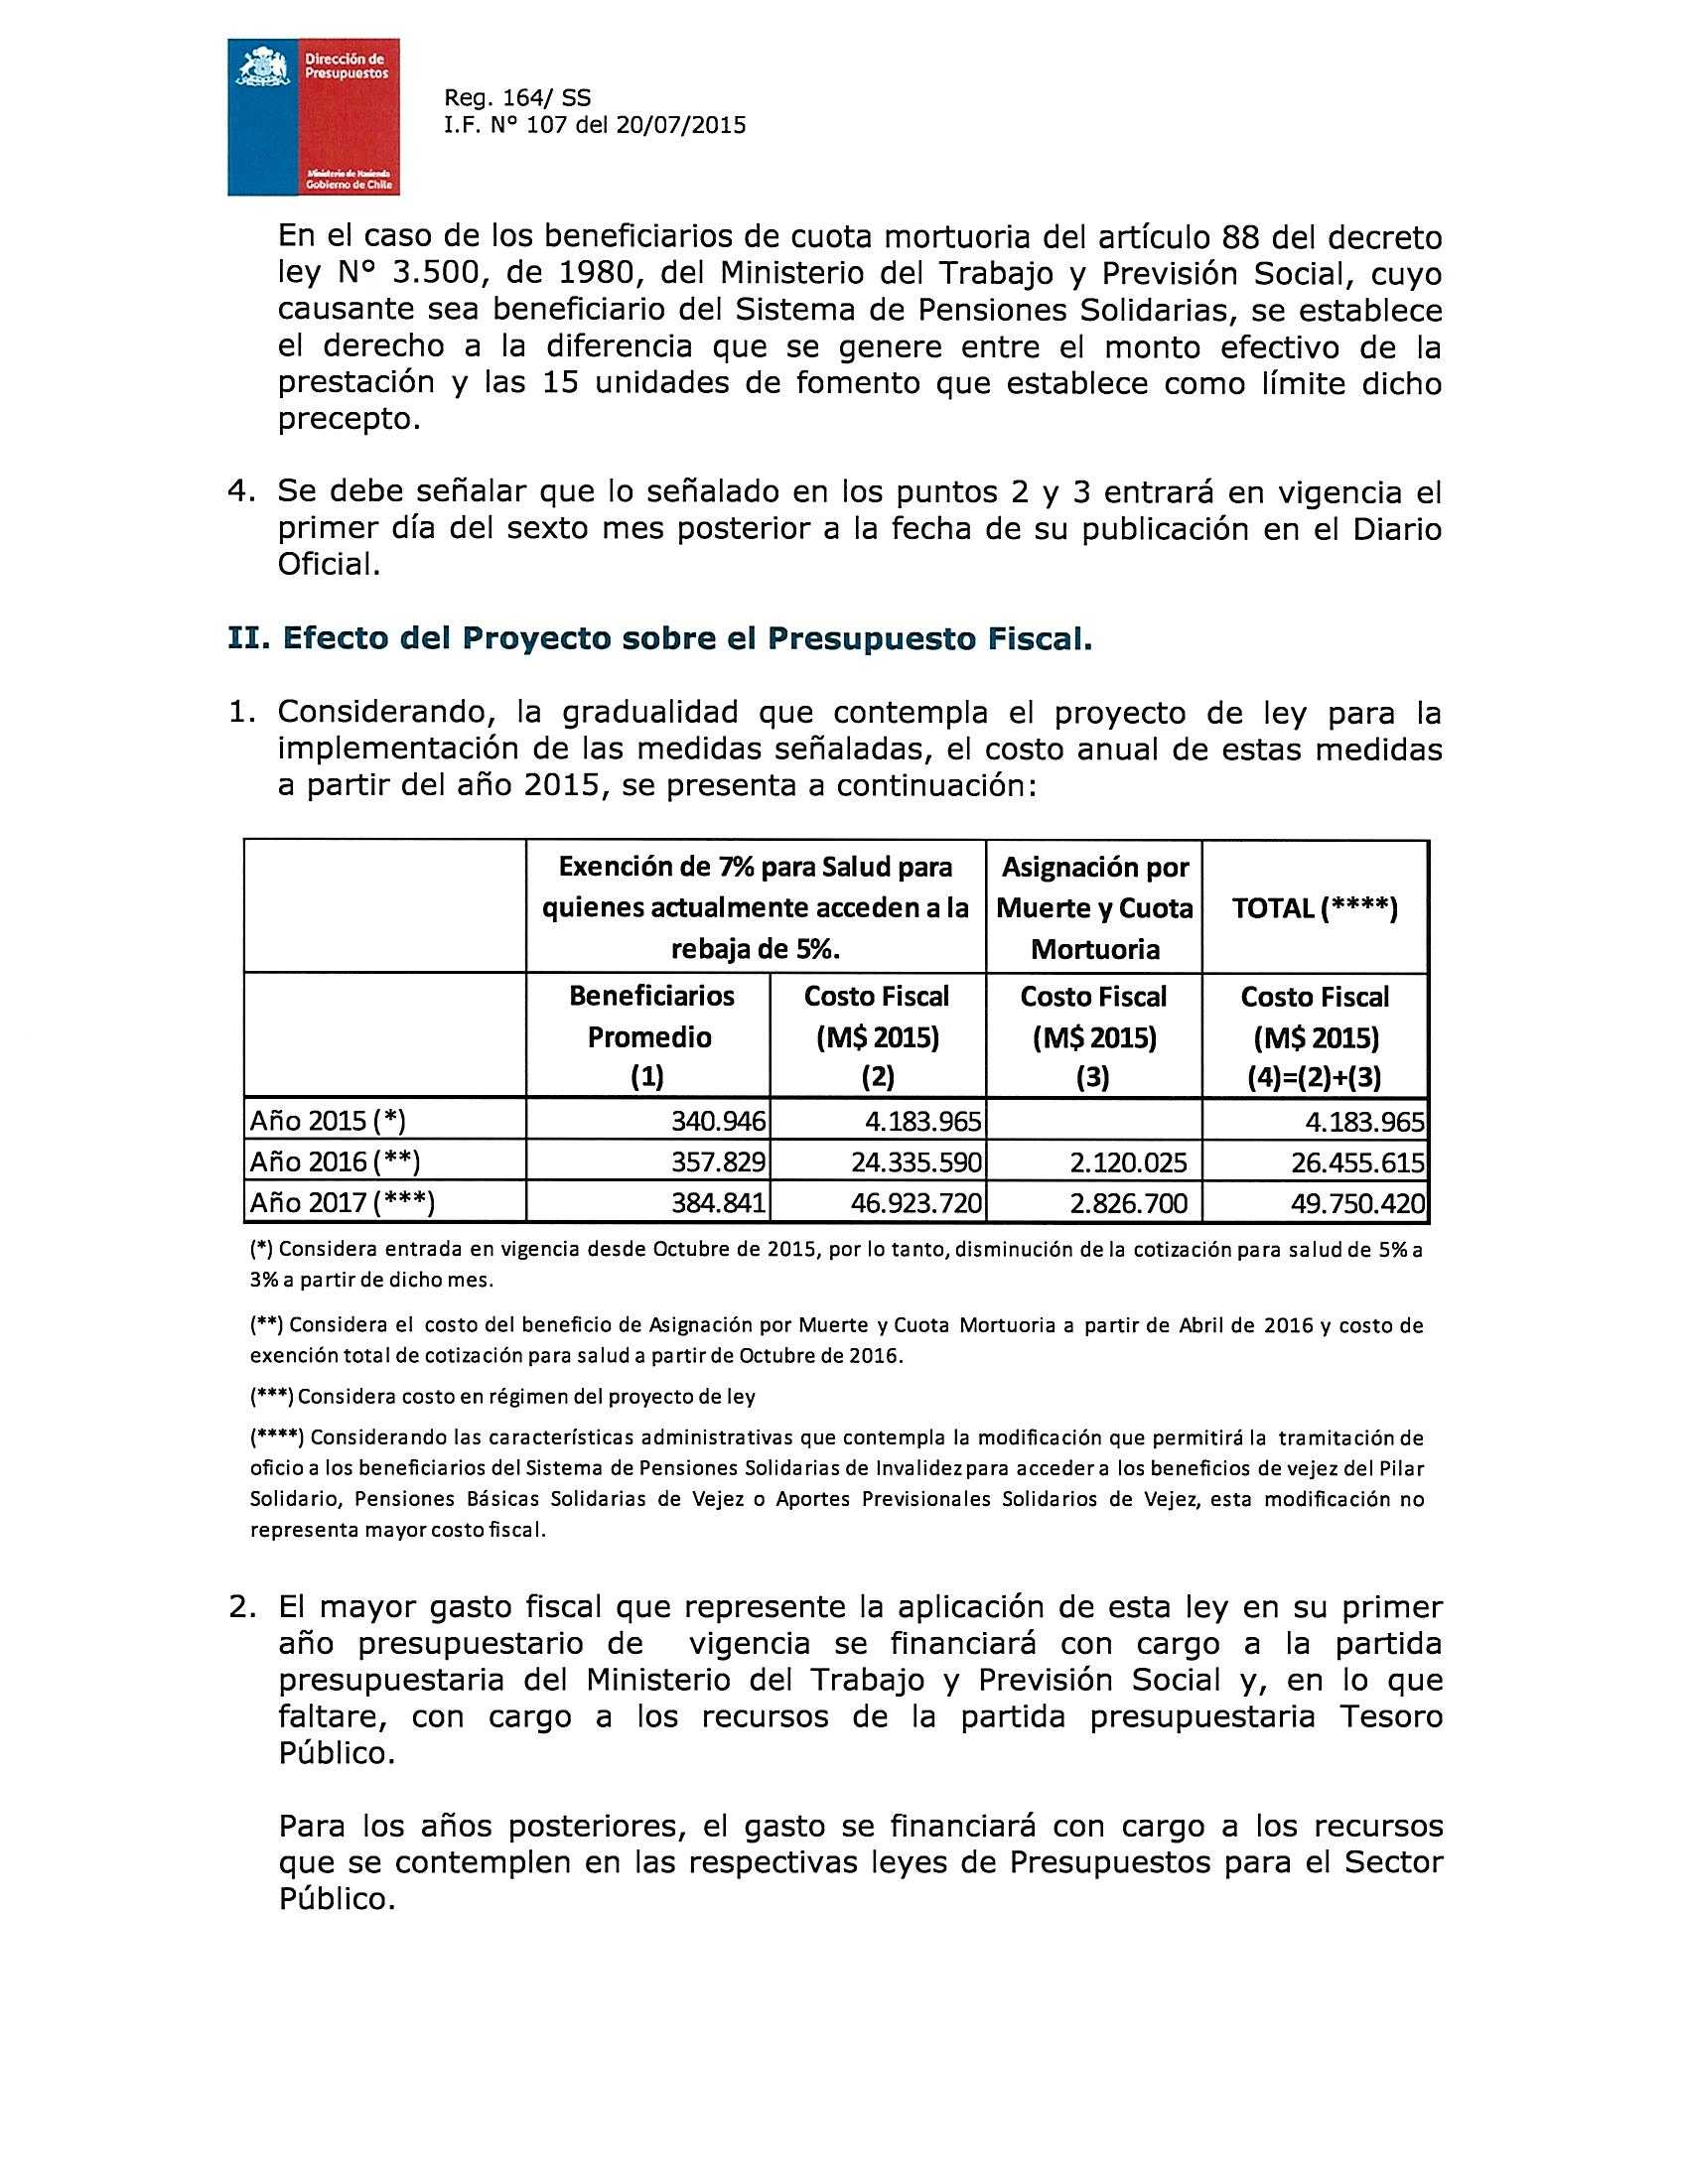 Dirección de
Presupuestos
Ministerio de Hacienda
Gobierno de Chile
Reg. 164/ SS
I.F. N° 107 del 20/07/2015
En el caso de los beneficiarios de cuota mortuoria del artículo 88 del decreto
ley N° 3.500, de 1980, del Ministerio del Trabajo y Previsión Social, cuyo
causante sea beneficiario del Sistema de Pensiones Solidarias, se establece
el derecho a la diferencia que se genere entre el monto efectivo de la
prestación y las 15 unidades de fomento que establece como límite dicho
precepto.
4. Se debe señalar que lo señalado en los puntos 2 y 3 entrará en vigencia el
primer día del sexto mes posterior a la fecha de su publicación en el Diario
Oficial.
II. Efecto del Proyecto sobre el Presupuesto Fiscal.
1. Considerando, la gradualidad que contempla el proyecto de ley para la
implementación de las medidas señaladas, el costo anual de estas medidas
a partir del año 2015, se presenta a continuación:
Exención de 7% para Salud para
quienes actualmente acceden a la
rebaja de 5%.
Asignación por
Muerte y Cuota
Mortuoria
TOTAL (****)
Beneficiarios
Promedio
(1)
Costo Fiscal
(M$ 2015)
(2)
Costo Fiscal
(M$ 2015)
(3)
Costo Fiscal
(M$ 2015)
(4)=(2)+(3)
Año 2015 (*) 340.946 4.183.965 4.183.965
Año 2016 (**) 357.829 24.335.590 2.120.025 26.455.615
Año 2017 (***) 384.841 46.923.720 2.826.700 49.750.420
(*) Considera entrada en vigencia desde Octubre de 2015, por lo tanto, disminución de la cotización para salud de 5% a
3% a partir de dicho mes.
(**) Considera el costo del beneficio de Asignación por Muerte y Cuota Mortuoria a partir de Abril de 2016 y costo de
exención total de cotización para salud a partir de Octubre de 2016.
(***) Considera costo en régimen del proyecto de ley
(****) Considerando las características administrativas que contempla la modificación que permitirá la tramitación de
oficio a los beneficiarios del Sistema de Pensiones Solidarias de Invalidez para acceder a los beneficios de vejez del Pilar
Solidario, Pensiones Básicas Solidarias de Vejez o Aportes Previsionales Solidarios de Vejez, esta modificación no
representa mayor costo fiscal.
2. El mayor gasto fiscal que represente la aplicación de esta ley en su primer
año presupuestario de vigencia se financiará con cargo a la partida
presupuestaria del Ministerio del Trabajo y Previsión Social y, en lo que
faltare, con cargo a los recursos de la partida presupuestaria Tesoro
Público.
Para los años posteriores, el gasto se financiará con cargo a los recursos
que se contemplen en las respectivas leyes de Presupuestos para el Sector
Público.